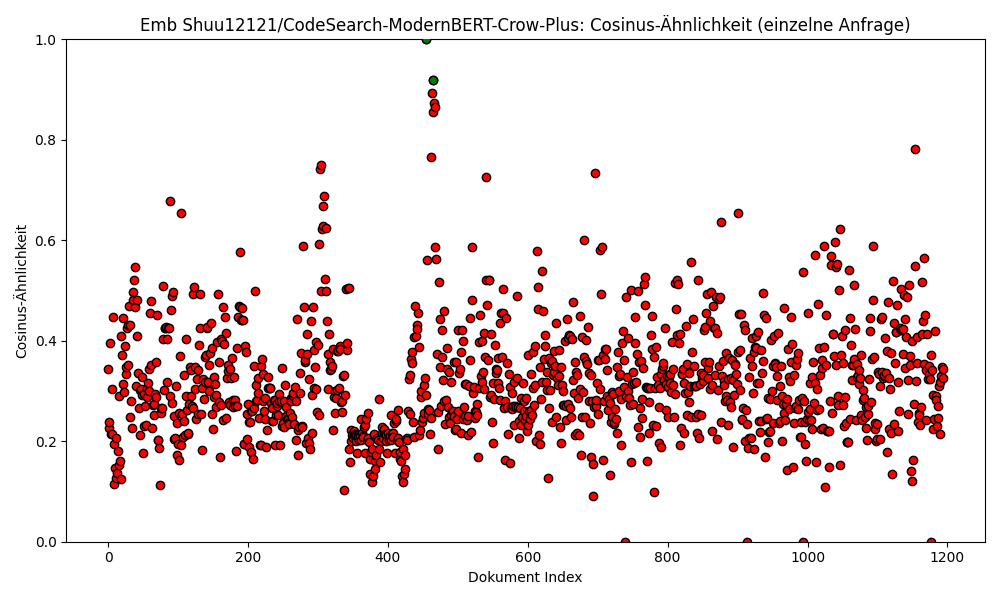 Emb Shuu12121/CodeSearch-ModernBERT-Crow-Plus: Cosinus-Ähnlichkeit (einzelne Anfrage)
1.0
0.8
0.6
0.4
0.2
0.0
Cosinus-Ähnlichkeit
0 200 400 600 800 1000 1200
Dokument Index